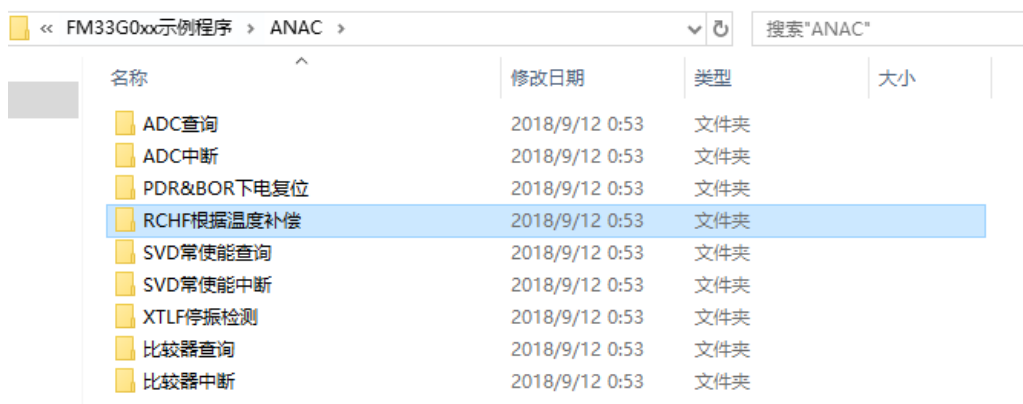 « FM33G0xx示例程序 › ANAC › 搜索"ANAC"
名称 修改日期 类型 大小
ADC查询 2018/9/12 0:53 文件夹
ADC中断 2018/9/12 0:53 文件夹
PDR&BOR下电复位 2018/9/12 0:53 文件夹
RCHF根据温度补偿 2018/9/12 0:53 文件夹
SVD常使能查询 2018/9/12 0:53 文件夹
SVD常使能中断 2018/9/12 0:53 文件夹
XTLF停振检测 2018/9/12 0:53 文件夹
比较器查询 2018/9/12 0:53 文件夹
比较器中断 2018/9/12 0:53 文件夹